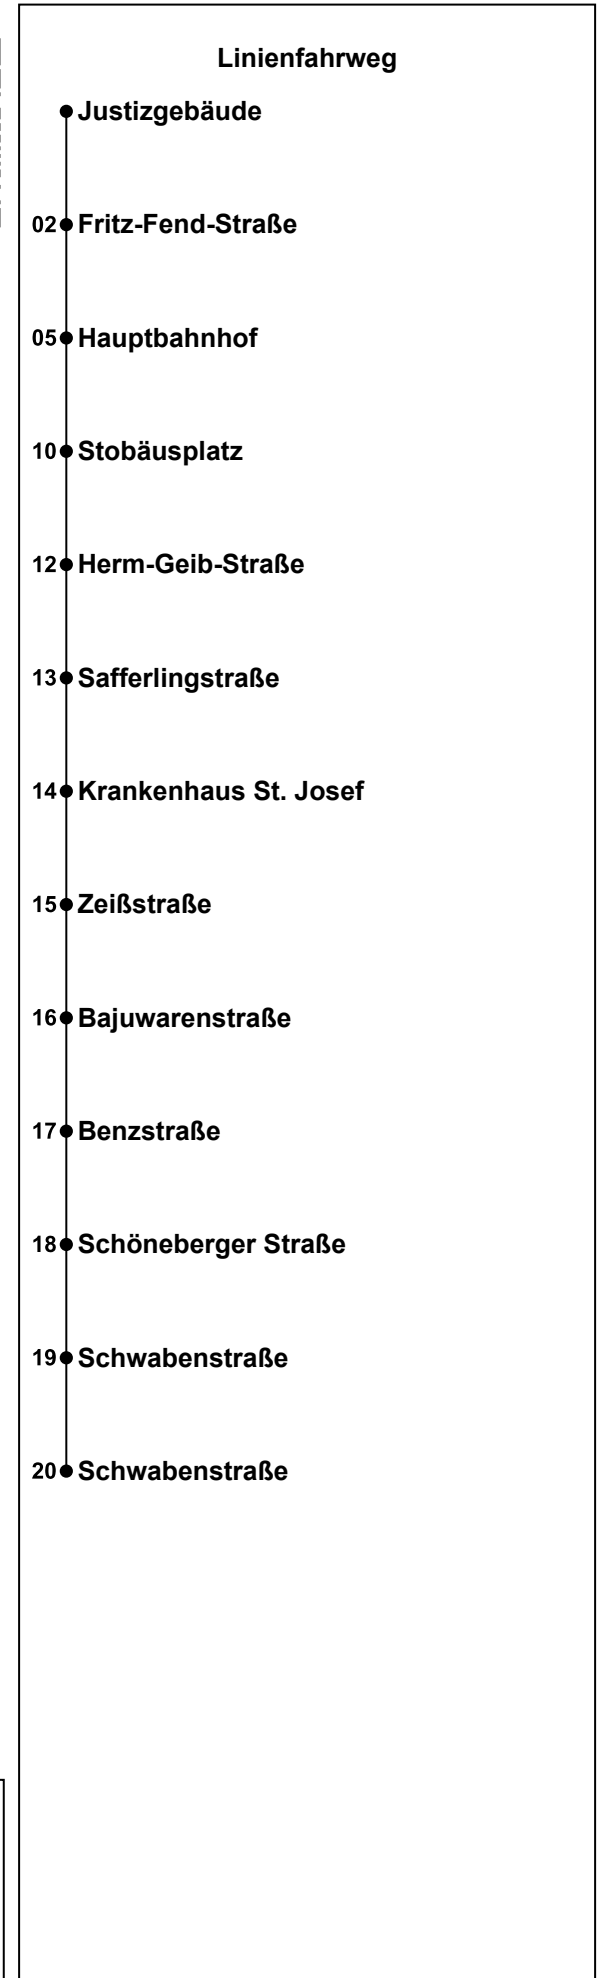 Linienfahrweg
Justizgebäude
02 Fritz-Fend-Straße
05 Hauptbahnhof
10 Stobäusplatz
12 Herm-Geib-Straße
13 Safferlingstraße
14 Krankenhaus St. Josef
15 Zeißstraße
16 Bajuwarenstraße
17 Benzstraße
18 Schöneberger Straße
19 Schwabenstraße
20 Schwabenstraße